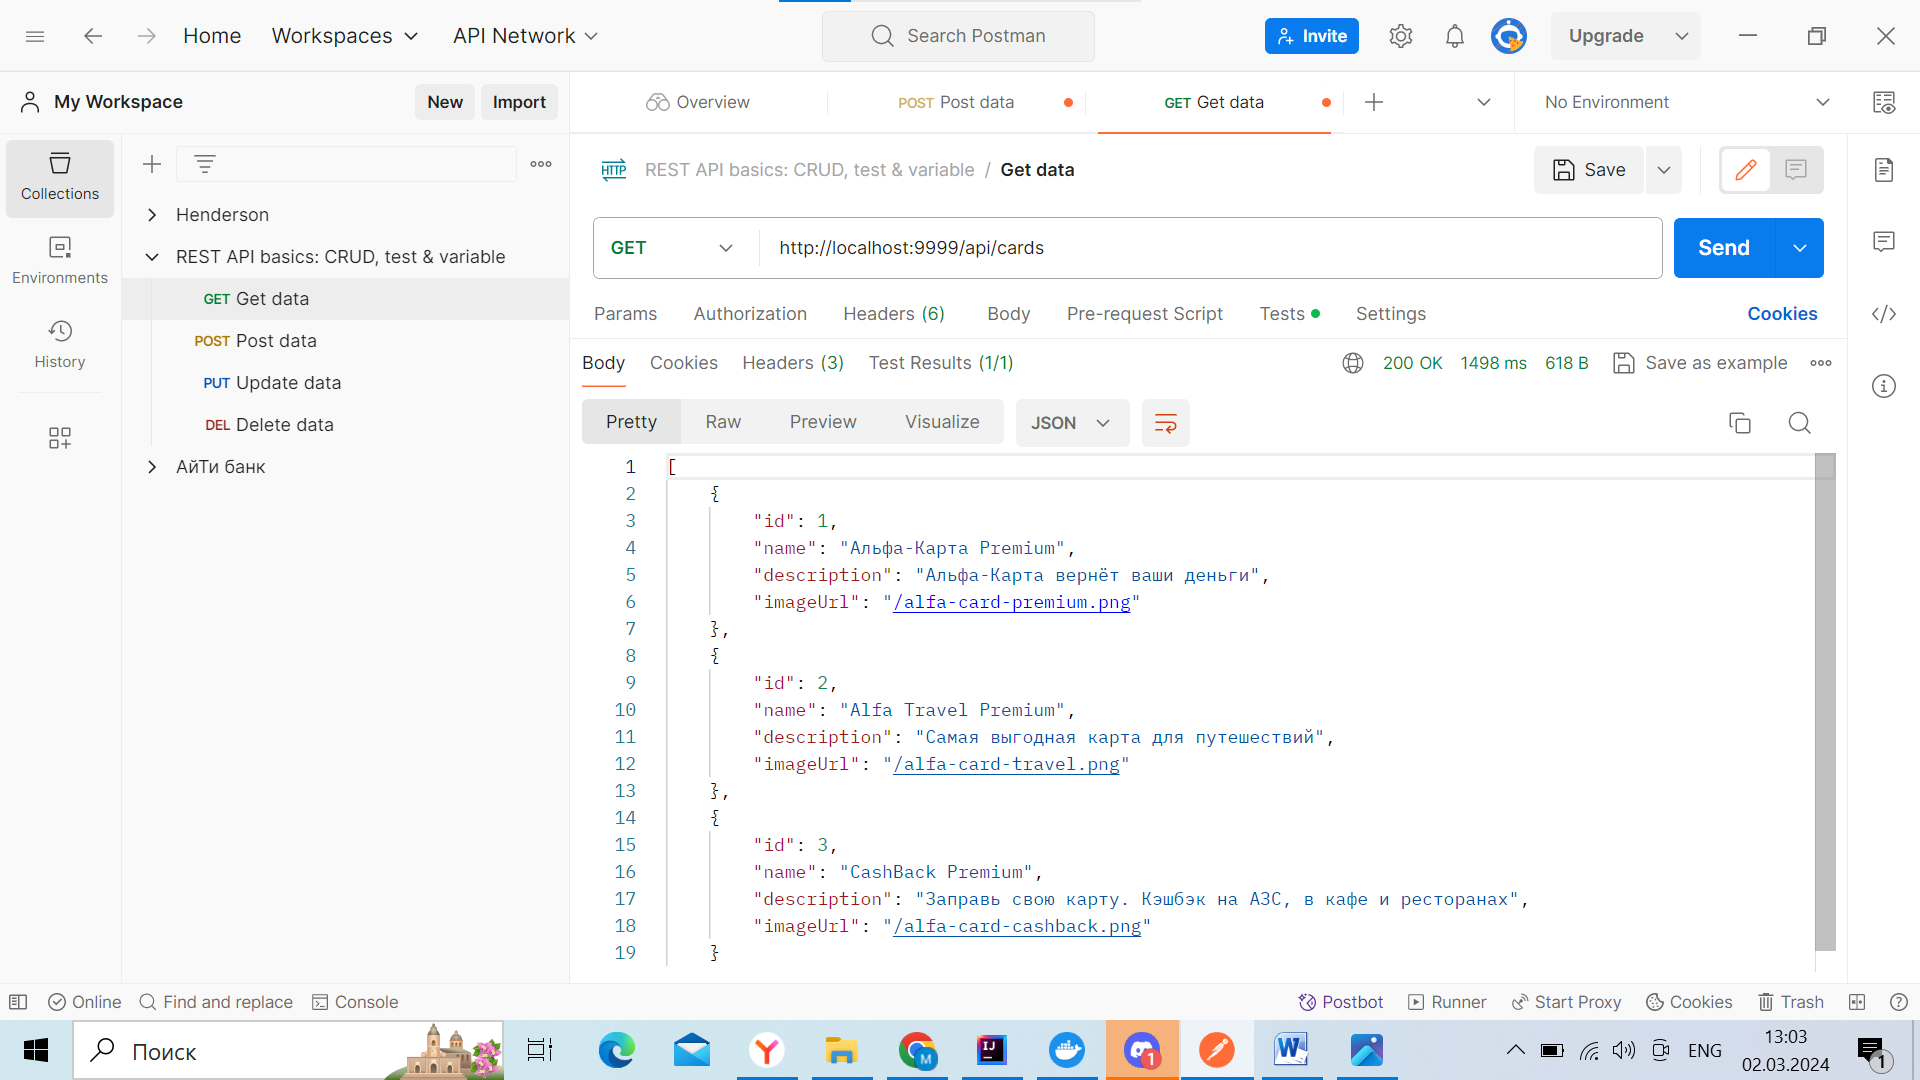 Home
Workspaces
API Network
Search Postman
Invite
Upgrade
My Workspace
New
Import
Overview
POST Post data
GET Get data
No Environment
Collections
Environments
History
Henderson
REST API basics: CRUD, test & variable
GET Get data
POST Post data
PUT Update data
DEL Delete data
АйТи банк
HTTP
REST API basics: CRUD, test & variable / Get data
Save
GET
http://localhost:9999/api/cards
Send
Params
Authorization
Headers (6)
Body
Pre-request Script
Tests
Settings
Cookies
Body
Cookies
Headers (3)
Test Results (1/1)
200 OK
1498 ms
618 B
Save as example
Pretty
Raw
Preview
Visualize
JSON
1 [
2 {
3 "id": 1,
4 "name": "Альфа-Карта Premium",
5 "description": "Альфа-Карта вернёт ваши деньги",
6 "imageUrl": "/alfa-card-premium.png"
7 },
8 {
9 "id": 2,
10 "name": "Alfa Travel Premium",
11 "description": "Самая выгодная карта для путешествий",
12 "imageUrl": "/alfa-card-travel.png"
13 },
14 {
15 "id": 3,
16 "name": "CashBack Premium",
17 "description": "Заправь свою карту. Кэшбэк на АЗС, в кафе и ресторанах",
18 "imageUrl": "/alfa-card-cashback.png"
19 }
Online
Find and replace
Console
Postbot
Runner
Start Proxy
Cookies
Trash
Поиск
M
IJ
1
W
ENG
13:03
02.03.2024
1